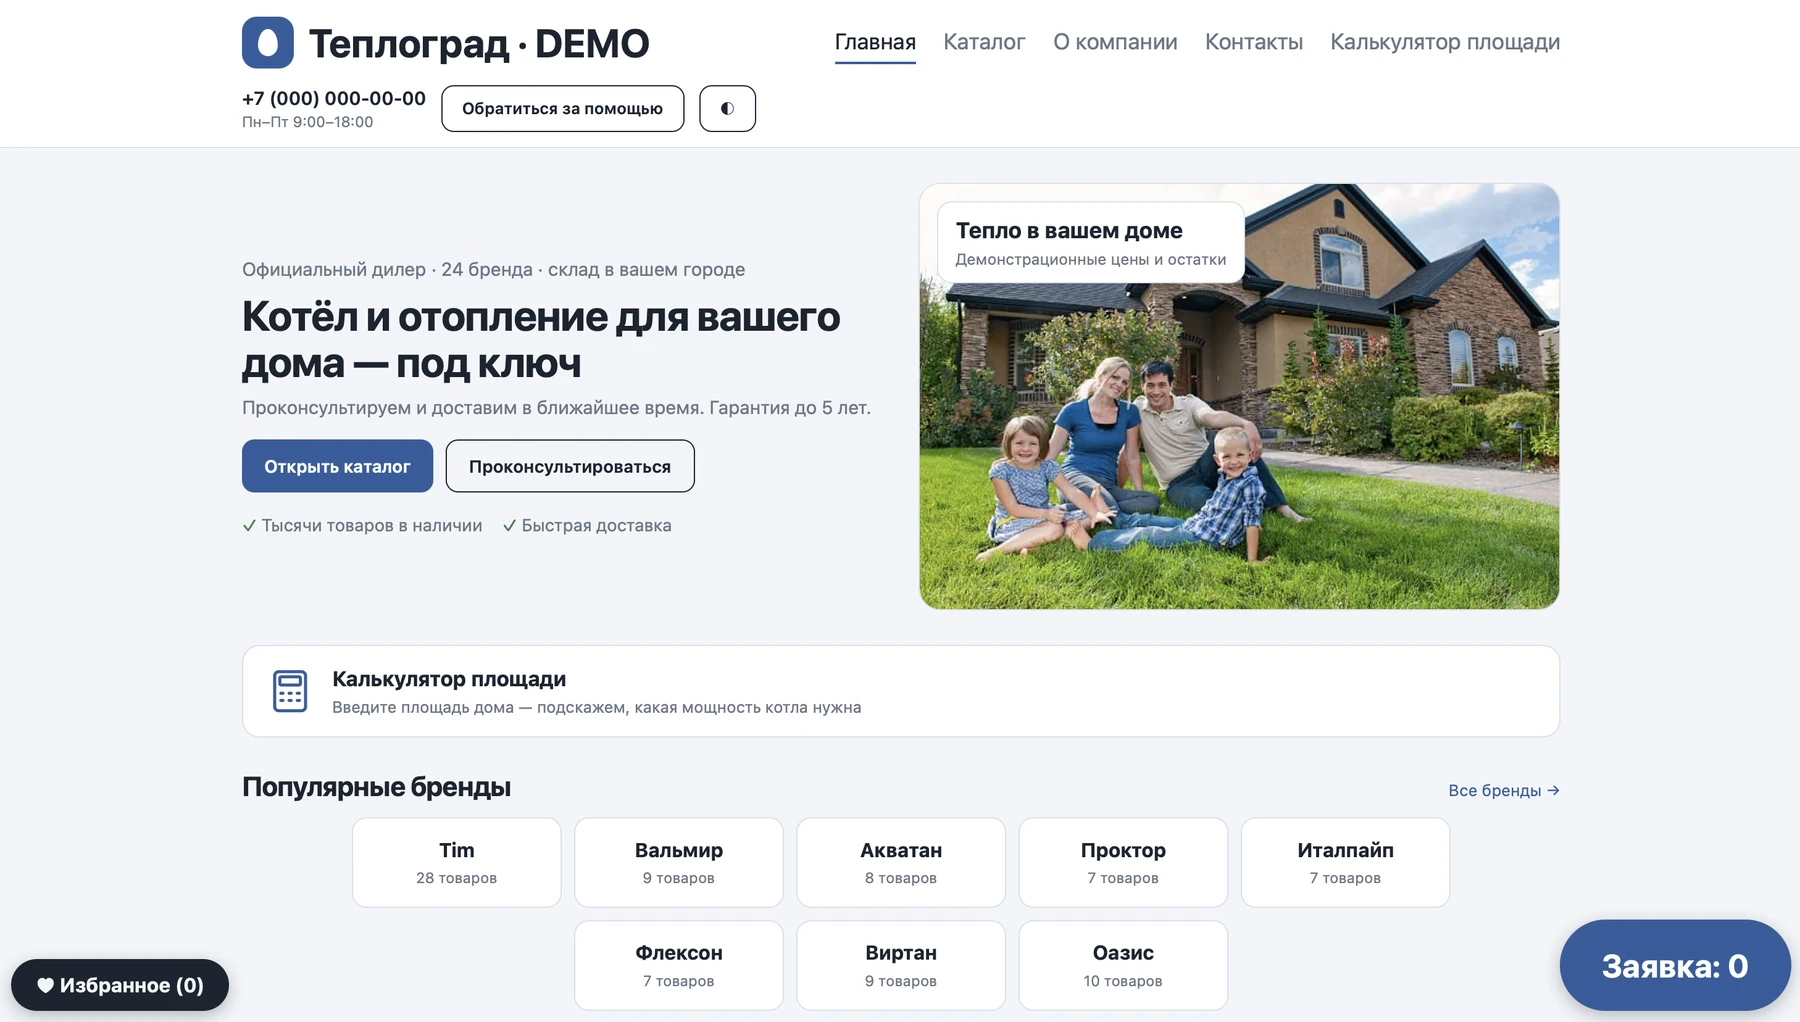 Теплоград · DEMO
Главная
Каталог
О компании
Контакты
Калькулятор площади
+7 (000) 000-00-00
Пн–Пт 9:00–18:00
Обратиться за помощью
Официальный дилер · 24 бренда · склад в вашем городе
Котёл и отопление для вашего
дома — под ключ
Проконсультируем и доставим в ближайшее время. Гарантия до 5 лет.
Открыть каталог
Проконсультироваться
✓ Тысячи товаров в наличии
✓ Быстрая доставка
Тепло в вашем доме
Демонстрационные цены и остатки
Калькулятор площади
Введите площадь дома — подскажем, какая мощность котла нужна
Популярные бренды
Все бренды →
Tim
28 товаров
Вальмир
9 товаров
Акватан
8 товаров
Проктор
7 товаров
Италпайп
7 товаров
Флексон
7 товаров
Виртан
9 товаров
Оазис
10 товаров
Избранное (0)
Заявка: 0